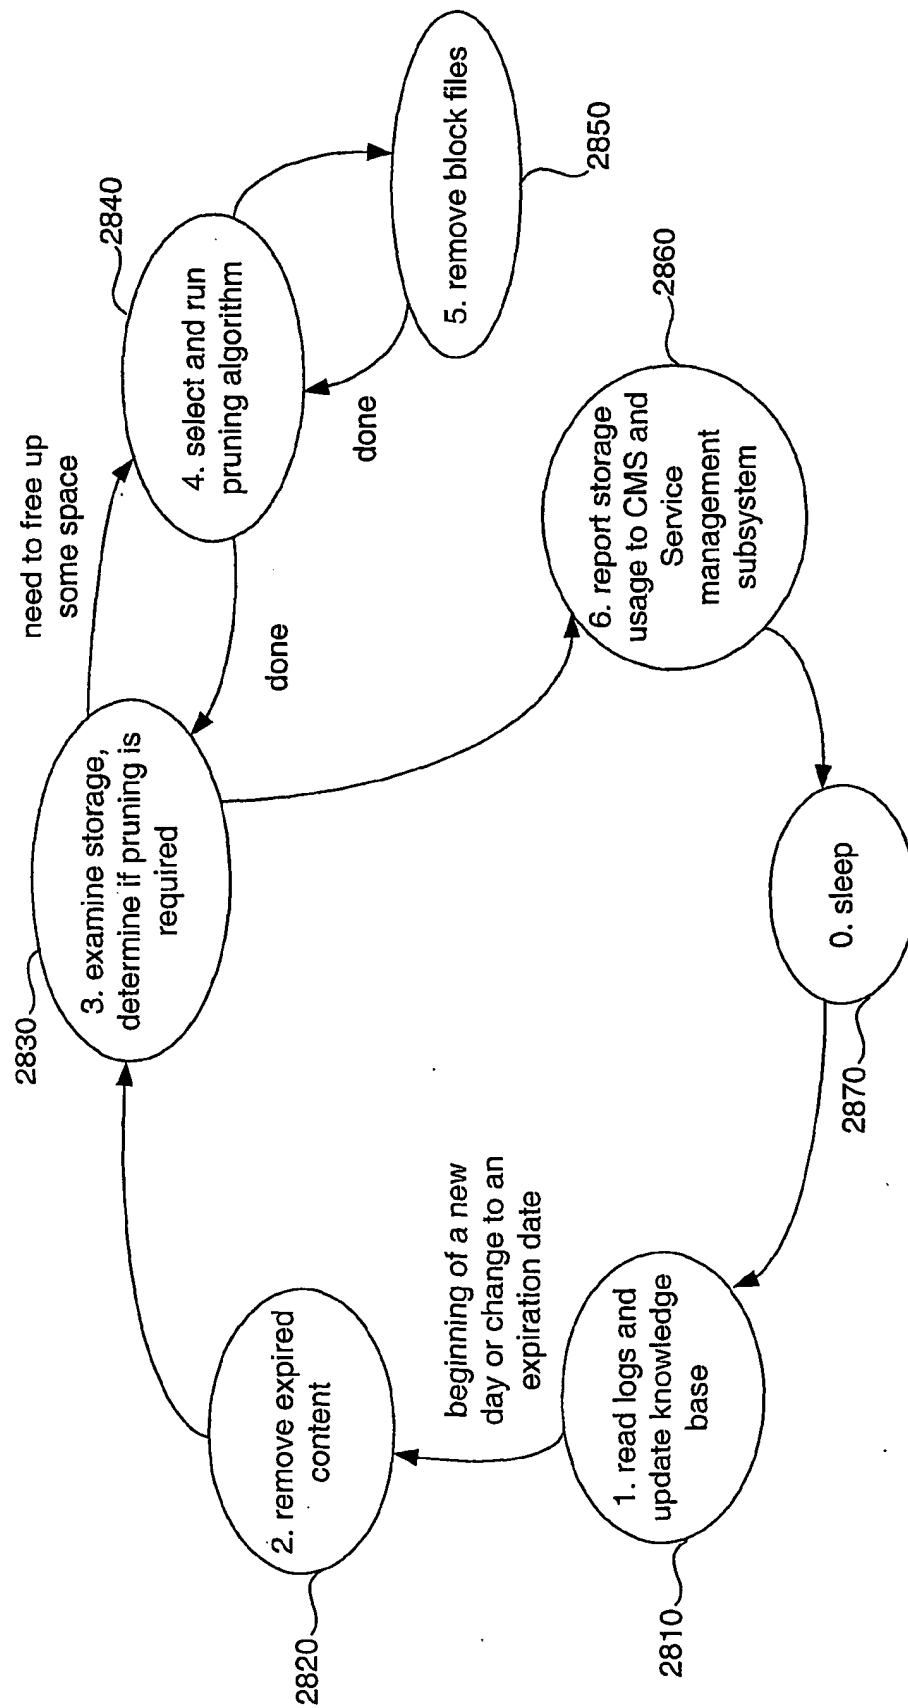 2830
3. examine storage,
determine if pruning is
required
need to free up
some space
2840
4. select and run
pruning algorithm
done
done
5. remove block files
2850
2820
2. remove expired
content
beginning of a new
day or change to an
expiration date
2810
1. read logs and
update knowledge
base
2870
0. sleep
6. report storage
usage to CMS and
Service
management
subsystem
2860